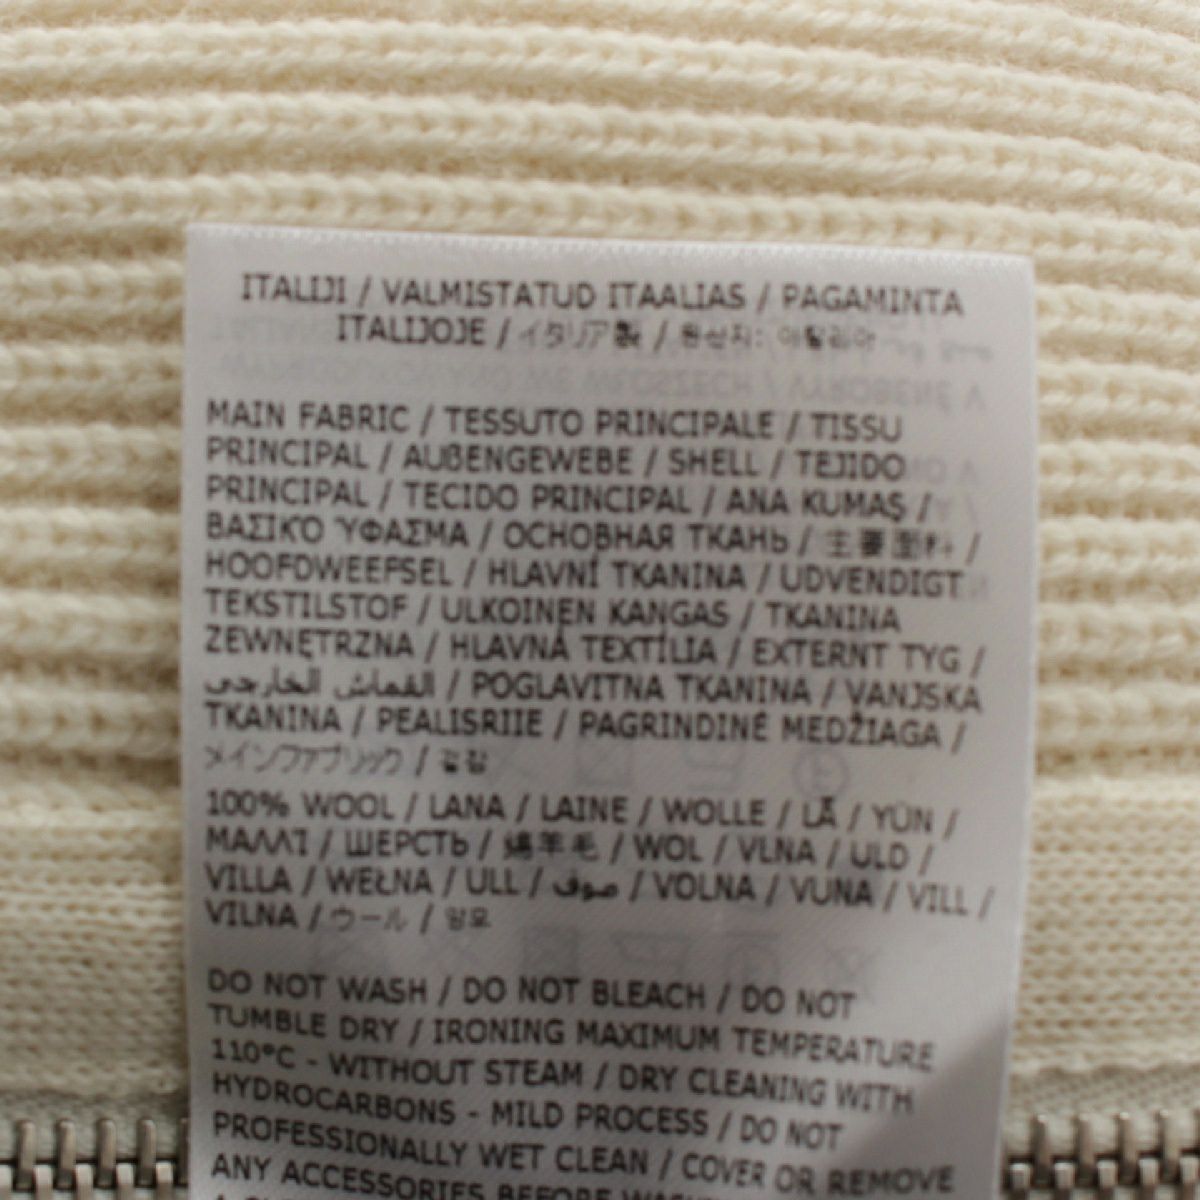 ITALIJI / VALMISTATUD ITAALIAS / PAGAMINTA
ITALIJOJE / イタリア製 / 원산지: 이탈리아
MAIN FABRIC / TESSUTO PRINCIPALE / TISSU
PRINCIPAL / AUßENGEWEBE / SHELL / TEJIDO
PRINCIPAL / TECIDO PRINCIPAL / ANA KUMAŞ /
ΒΑΣΙΚΌ ΎΦΑΣΜΑ / ОСНОВНАЯ ТКАНЬ / 主要面料 /
HOOFDWEEFSEL / HLAVNÍ TKANINA / UDVENDIGT
TEKSTILSTOF / ULKOINEN KANGAS / TKANINA
ZEWNĘTRZNA / HLAVNÁ TEXTÍLIA / EXTERNT TYG /
القماش الخارجي / POGLAVITNA TKANINA / VANJSKA
TKANINA / PEALISRIIE / PAGRINDINĖ MEDŽIAGA /
メインファブリック / 겉감
100% WOOL / LANA / LAINE / WOLLE / LÃ / YÜN /
ΜΑΛΛΊ / ШЕРСТЬ / 绵羊毛 / WOL / VLNA / ULD /
VILLA / WEŁNA / ULL / صوف / VOLNA / VUNA / VILL /
VILNA / ウール / 양모
DO NOT WASH / DO NOT BLEACH / DO NOT
TUMBLE DRY / IRONING MAXIMUM TEMPERATURE
110°C - WITHOUT STEAM / DRY CLEANING WITH
HYDROCARBONS - MILD PROCESS / DO NOT
PROFESSIONALLY WET CLEAN / COVER OR REMOVE
ANY ACCESSORIES BEFORE